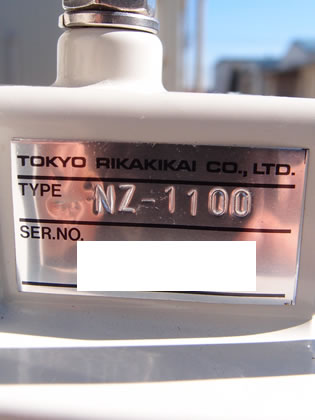 TOKYO RIKAKIKAI CO., LTD.
TYPE NZ-1100
SER.NO.